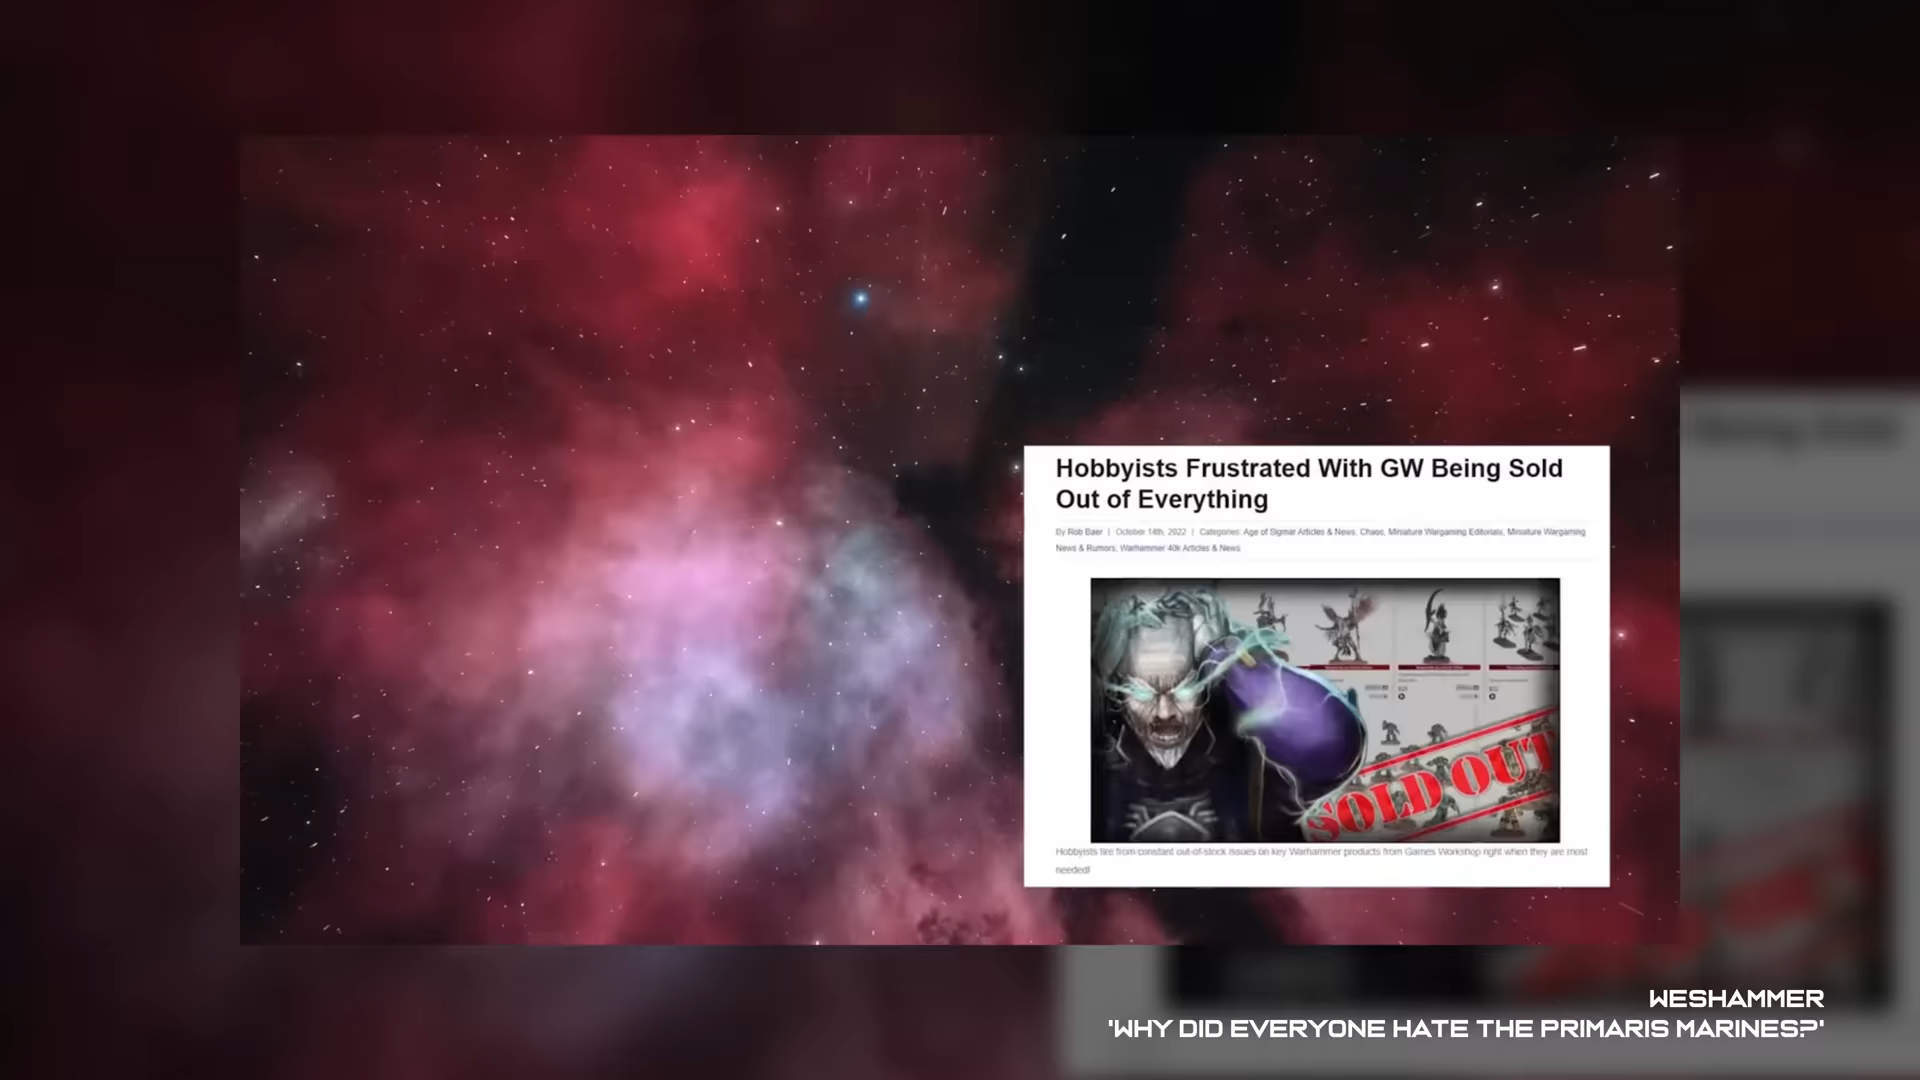 Hobbyists Frustrated With GW Being Sold
Out of Everything
By Rob Baer | October 14th, 2022 | Categories: Age of Sigmar Articles & News, Chaos, Miniature Wargaming Editorials, Miniature Wargaming
News & Rumors, Warhammer 40k Articles & News
SOLD OUT
Hobbyists tire from constant out-of-stock issues on key Warhammer products from Games Workshop right when they are most
needed!
WESHAMMER
'WHY DID EVERYONE HATE THE PRIMARIS MARINES?'